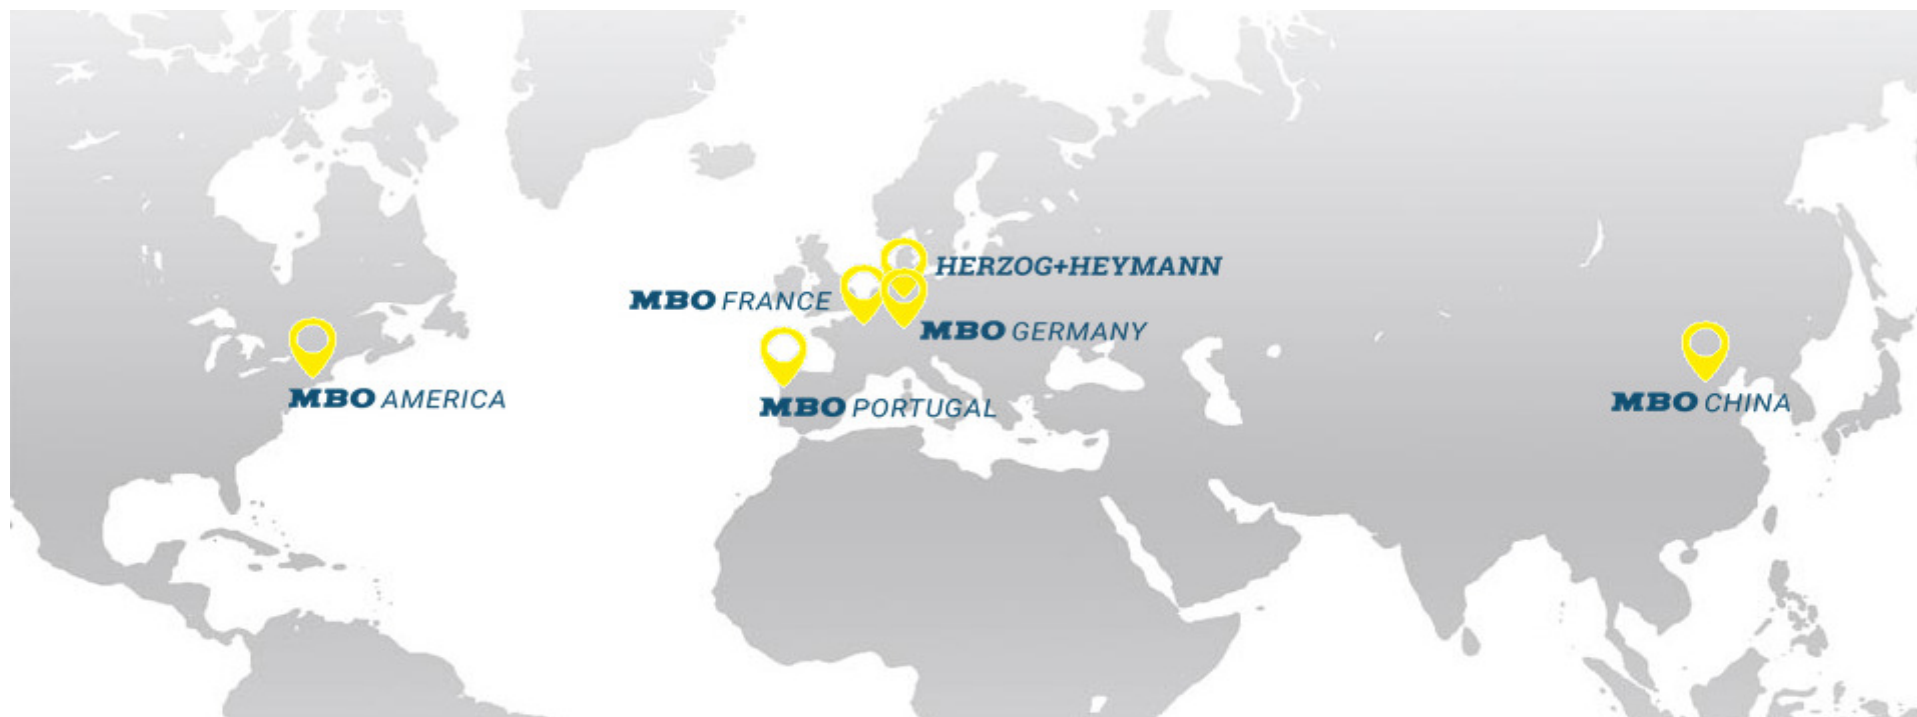 HERZOG+HEYMANN
MBO FRANCE
MBO GERMANY
MBO AMERICA
MBO PORTUGAL
MBO CHINA